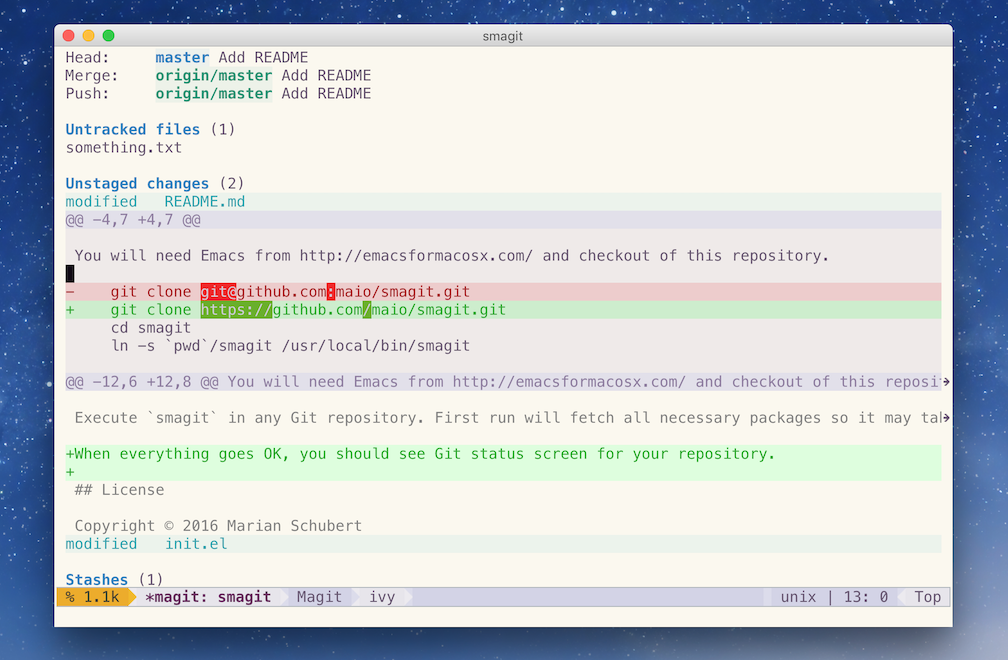 smagit
Head:     master Add README
Merge:    origin/master Add README
Push:     origin/master Add README
Untracked files (1)
something.txt
Unstaged changes (2)
modified   README.md
@@ -4,7 +4,7 @@
You will need Emacs from http://emacsformacosx.com/ and checkout of this repository.
-    git clone git@github.com:maio/smagit.git
+    git clone https://github.com/maio/smagit.git
     cd smagit
     ln -s `pwd`/smagit /usr/local/bin/smagit
@@ -12,6 +12,8 @@ You will need Emacs from http://emacsformacosx.com/ and checkout of this reposi
Execute `smagit` in any Git repository. First run will fetch all necessary packages so it may tal
+When everything goes OK, you should see Git status screen for your repository.
+
## License
Copyright © 2016 Marian Schubert
modified   init.el
Stashes (1)
% 1.1k *magit: smagit Magit ivy unix | 13: 0 Top